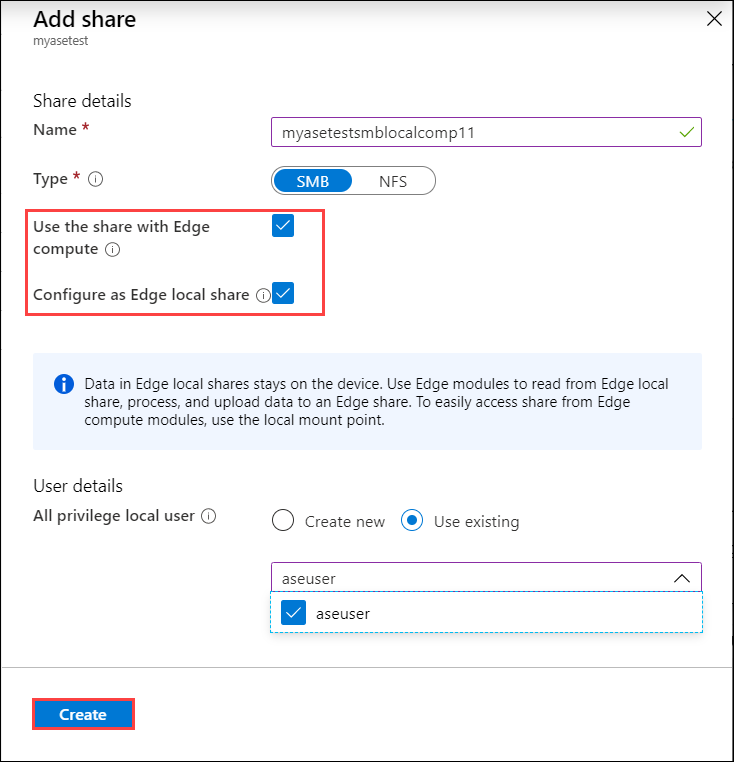 Add share
myasetest
Share details
Name *
myasetestsmblocalcomp11
Type *
SMB
NFS
Use the share with Edge
compute
Configure as Edge local share
Data in Edge local shares stays on the device. Use Edge modules to read from Edge local
share, process, and upload data to an Edge share. To easily access share from Edge
compute modules, use the local mount point.
User details
All privilege local user
Create new
Use existing
aseuser
aseuser
Create